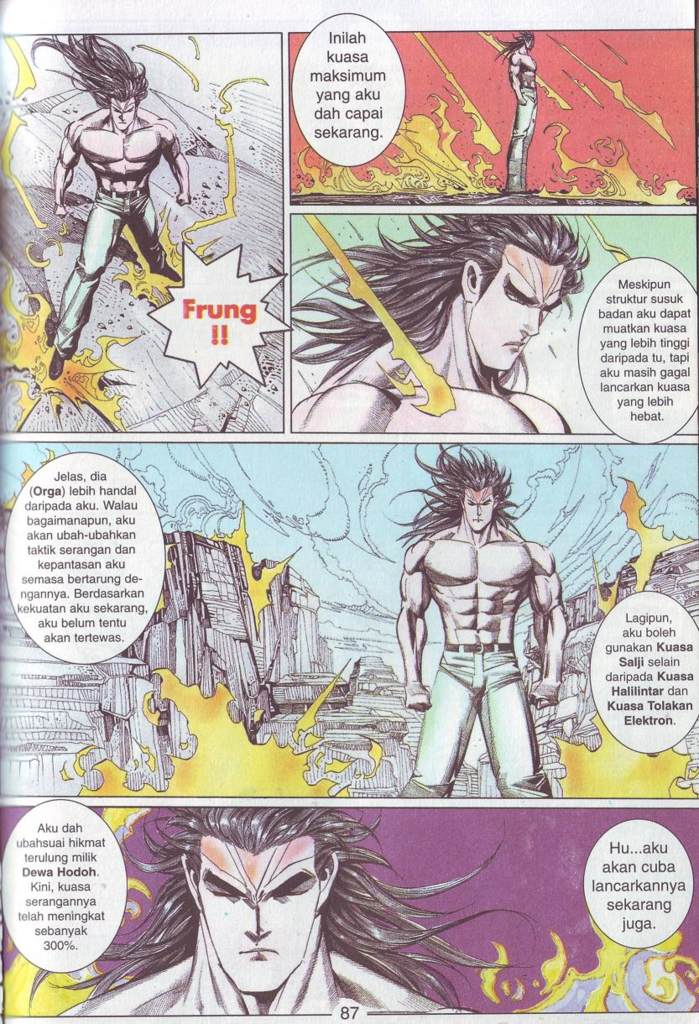 Frung
!!
Inilah
kuasa
maksimum
yang aku
dah capai
sekarang.
Meskipun
struktur susuk
badan aku dapat
muatkan kuasa
yang lebih tinggi
daripada tu, tapi
aku masih gagal
lancarkan kuasa
yang lebih
hebat.
Jelas, dia
(Orga) lebih handal
daripada aku. Walau
bagaimanapun, aku
akan ubah-ubahkan
taktik serangan dan
kepantasan aku
semasa bertarung de-
ngannya. Berdasarkan
kekuatan aku sekarang,
aku belum tentu
akan tertewas.
Lagipun,
aku boleh
gunakan Kuasa
Salji selain
daripada Kuasa
Halilintar dan
Kuasa Tolakan
Elektron.
Aku dah
ubahsuai hikmat
terulung milik
Dewa Hodoh.
Kini, kuasa
serangannya
telah meningkat
sebanyak
300%.
Hu...aku
akan cuba
lancarkannya
sekarang
juga.
87